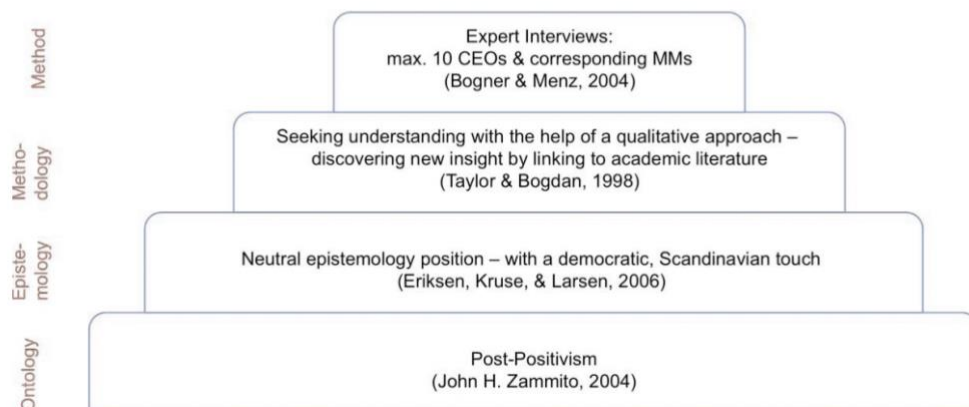 Method
Expert Interviews:
max. 10 CEOs & corresponding MMs
(Bogner & Menz, 2004)
Metho-
dology
Seeking understanding with the help of a qualitative approach –
discovering new insight by linking to academic literature
(Taylor & Bogdan, 1998)
Episte-
mology
Neutral epistemology position – with a democratic, Scandinavian touch
(Eriksen, Kruse, & Larsen, 2006)
Ontology
Post-Positivism
(John H. Zammito, 2004)